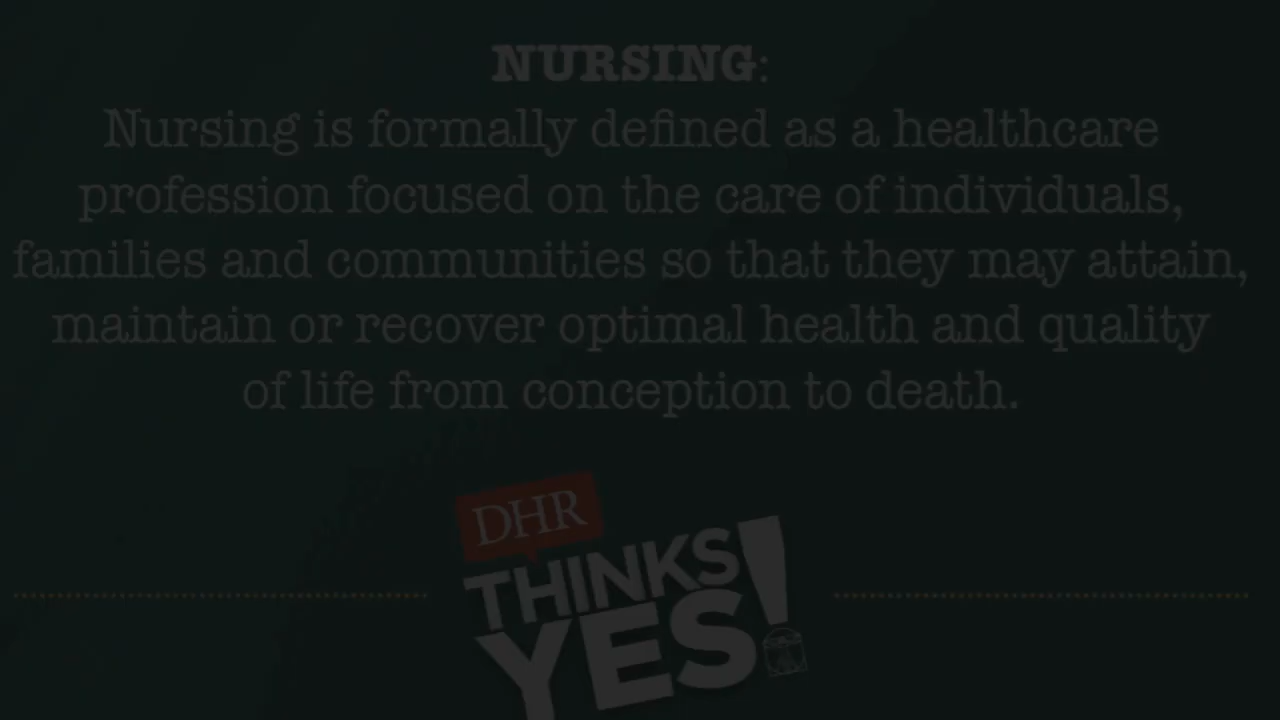 NURSING:
Nursing is formally defined as a healthcare
profession focused on the care of individuals,
families and communities so that they may attain,
maintain or recover optimal health and quality
of life from conception to death.
DHR
THINKS
YES!